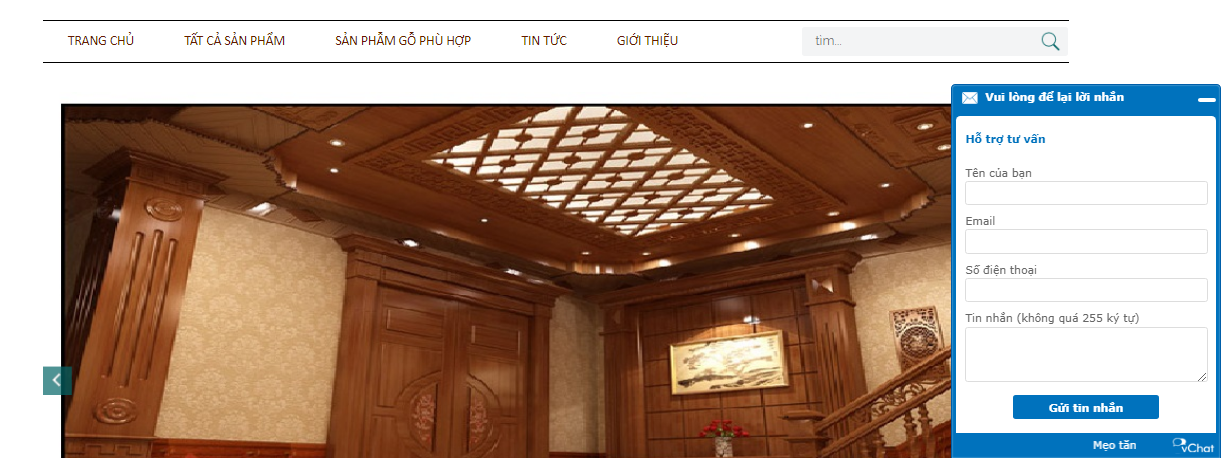 TRANG CHỦ TẤT CẢ SẢN PHẨM SẢN PHẨM GỖ PHÙ HỢP TIN TỨC GIỚI THIỆU tìm...
Vui lòng để lại lời nhắn
Hỗ trợ tư vấn
Tên của bạn
Email
Số điện thoại
Tin nhắn (không quá 255 ký tự)
Gửi tin nhắn
Mẹo tăn vChat